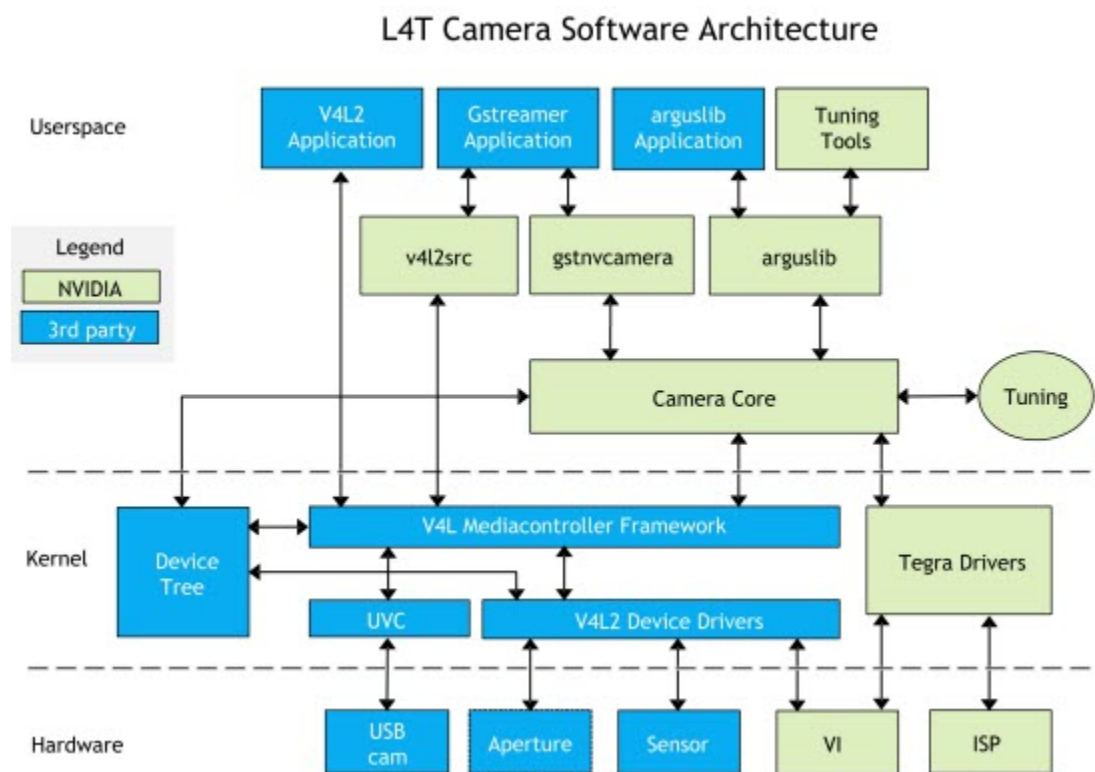 L4T Camera Software Architecture
Userspace
V4L2
Application
Gstreamer
Application
arguslib
Application
Tuning
Tools
Legend
NVIDIA
3rd party
v4l2src
gstnvcamera
arguslib
Camera Core
Tuning
Kernel
Device
Tree
V4L Mediacontroller Framework
Tegra Drivers
UVC
V4L2 Device Drivers
Hardware
USB
cam
Aperture
Sensor
VI
ISP